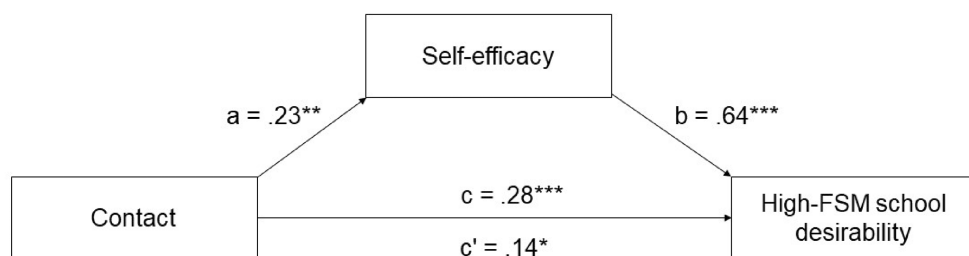 Self-efficacy
a = .23**
b = .64***
Contact
c = .28***
c' = .14*
High-FSM school
desirability